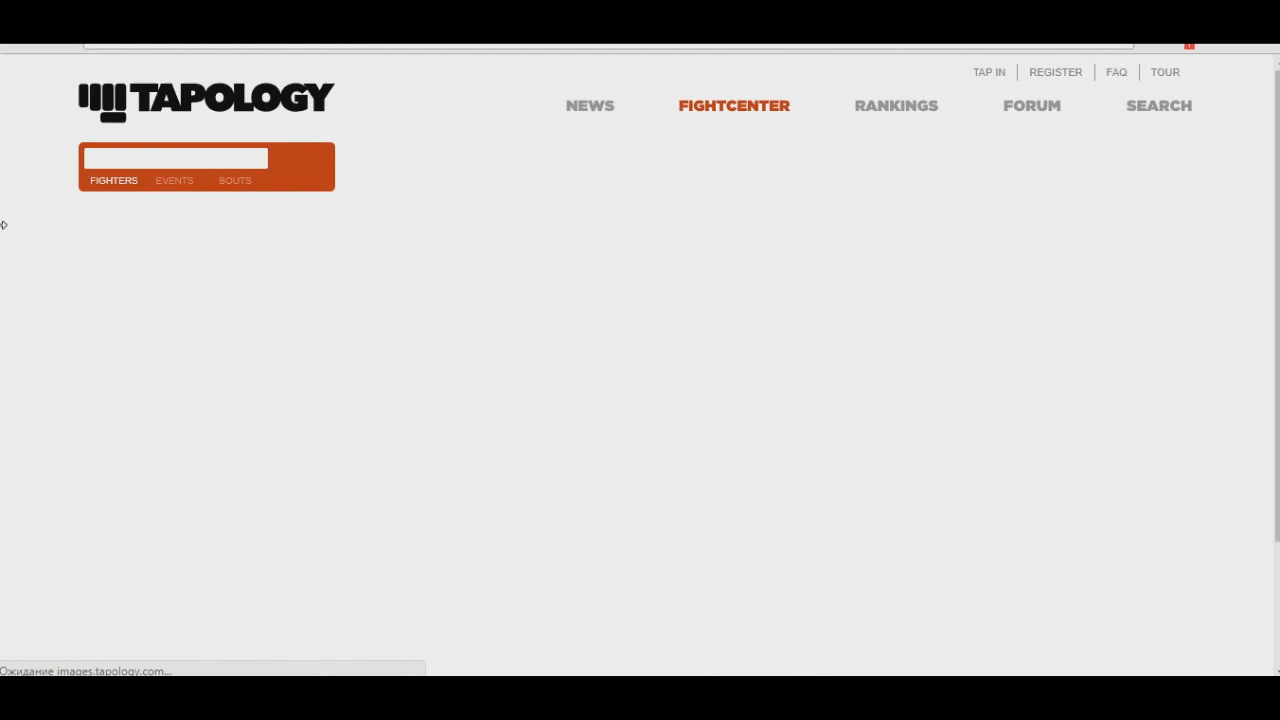 TAP IN REGISTER FAQ TOUR
TAPOLOGY
NEWS FIGHTCENTER RANKINGS FORUM SEARCH
FIGHTERS EVENTS BOUTS
Ожидание images.tapology.com...